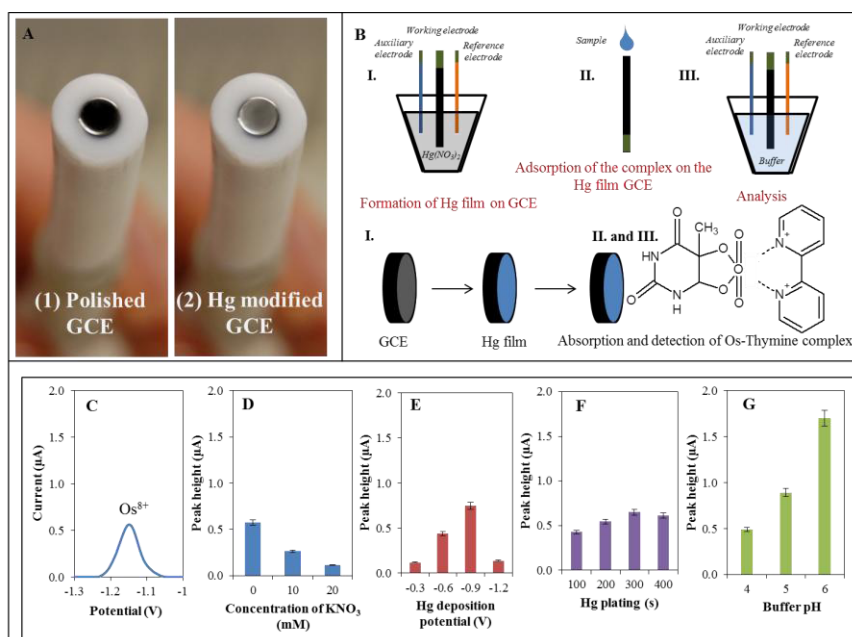 A
(1) Polished
GCE
(2) Hg modified
GCE
B
Working electrode
Auxiliary
electrode
Reference
electrode
I.
Hg(NO3)2
Formation of Hg film on GCE
Sample
II.
Adsorption of the complex on the
Hg film GCE
Working electrode
Auxiliary
electrode
Reference
electrode
III.
Buffer
Analysis
I.
GCE
Hg film
II. and III.
O
CH3
HN
O
N
H
O
O
O
O
O
N+
N+
Absorption and detection of Os-Thymine complex
C
Current (µA)
2.0
1.5
1.0
0.5
0.0
Os8+
-1.3 -1.2 -1.1 -1
Potential (V)
D
Peak height (µA)
2.0
1.5
1.0
0.5
0.0
0 10 20
Concentration of KNO3
(mM)
E
Peak height (µA)
2.0
1.5
1.0
0.5
0.0
-0.3 -0.6 -0.9 -1.2
Hg deposition
potential (V)
F
Peak height (µA)
2.0
1.5
1.0
0.5
0.0
100 200 300 400
Hg plating (s)
G
Peak height (µA)
2.0
1.5
1.0
0.5
0.0
4 5 6
Buffer pH